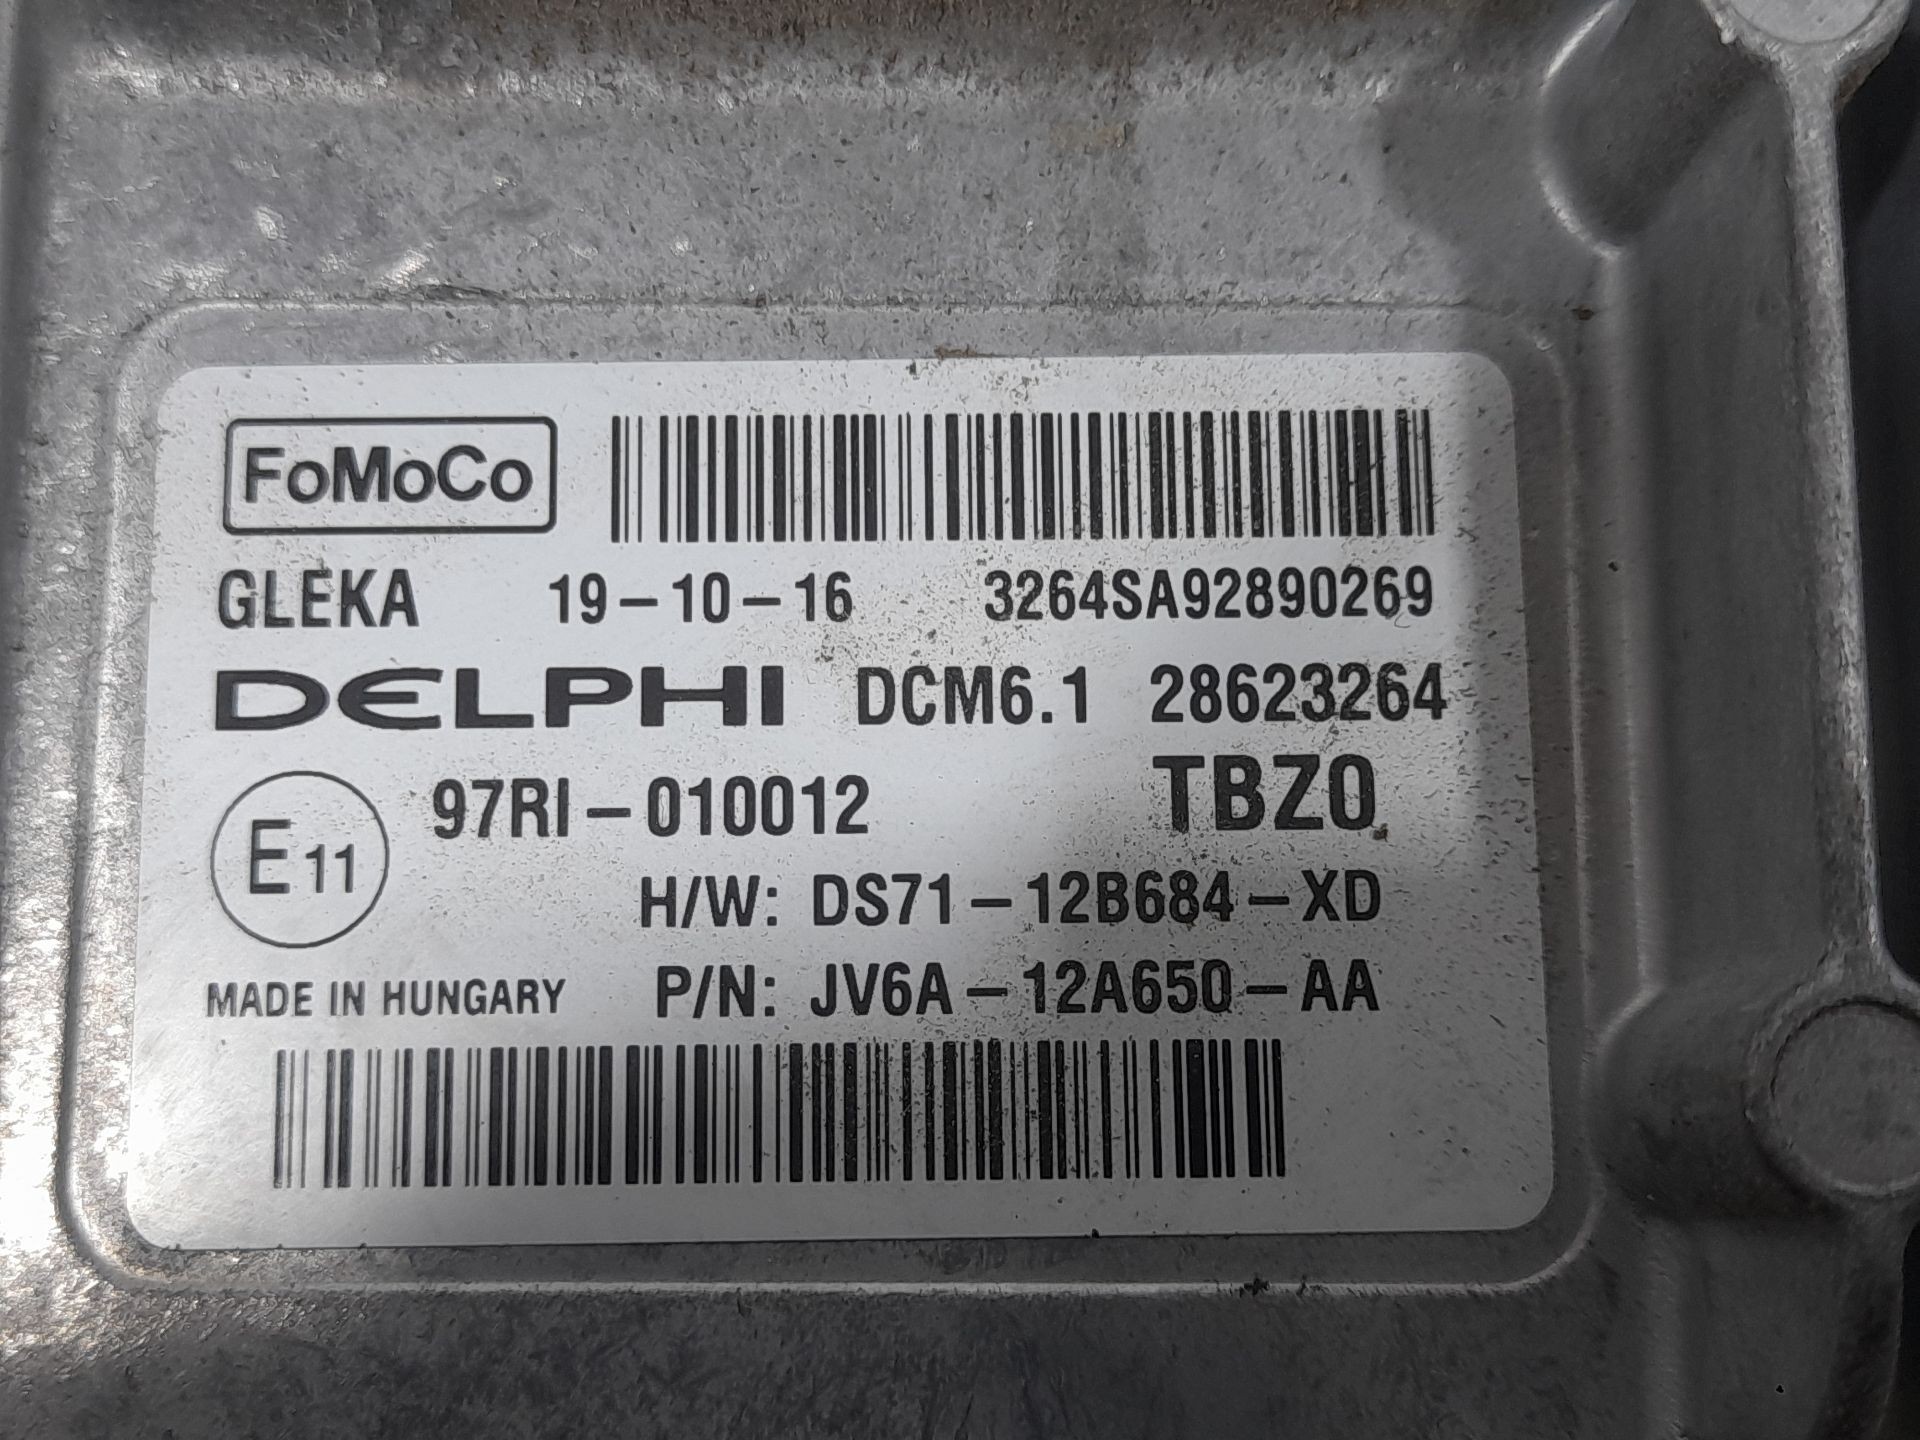 FoMoCo
GLEKA 19-10-16 3264SA92890269
DELPHI DCM6.1 28623264
97RI-010012 TBZ0
E11
H/W: DS71-12B684-XD
MADE IN HUNGARY P/N: JV6A-12A650-AA